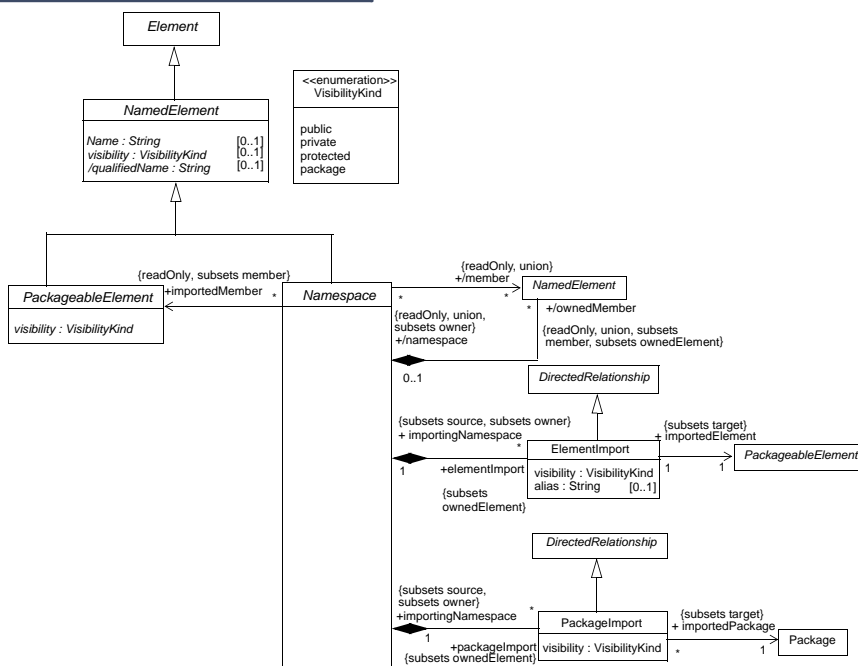 Element
NamedElement
Name : String [0..1]
visibility : VisibilityKind [0..1]
/qualifiedName : String [0..1]
<<enumeration>>
VisibilityKind
public
private
protected
package
PackageableElement
visibility : VisibilityKind
{readOnly, subsets member}
+importedMember *
Namespace
{readOnly, union}
+/member
* *
NamedElement
* +/ownedMember
{readOnly, union, subsets
member, subsets ownedElement}
{readOnly, union,
subsets owner}
+/namespace
0..1
DirectedRelationship
{subsets source, subsets owner}
+ importingNamespace *
1 +elementImport
{subsets
ownedElement}
ElementImport
visibility : VisibilityKind
alias : String [0..1]
{subsets target}
+ importedElement
1 1
PackageableElement
DirectedRelationship
{subsets source,
subsets owner}
+importingNamespace *
1
+packageImport
{subsets ownedElement}
PackageImport
visibility : VisibilityKind
{subsets target}
+ importedPackage
* 1
Package